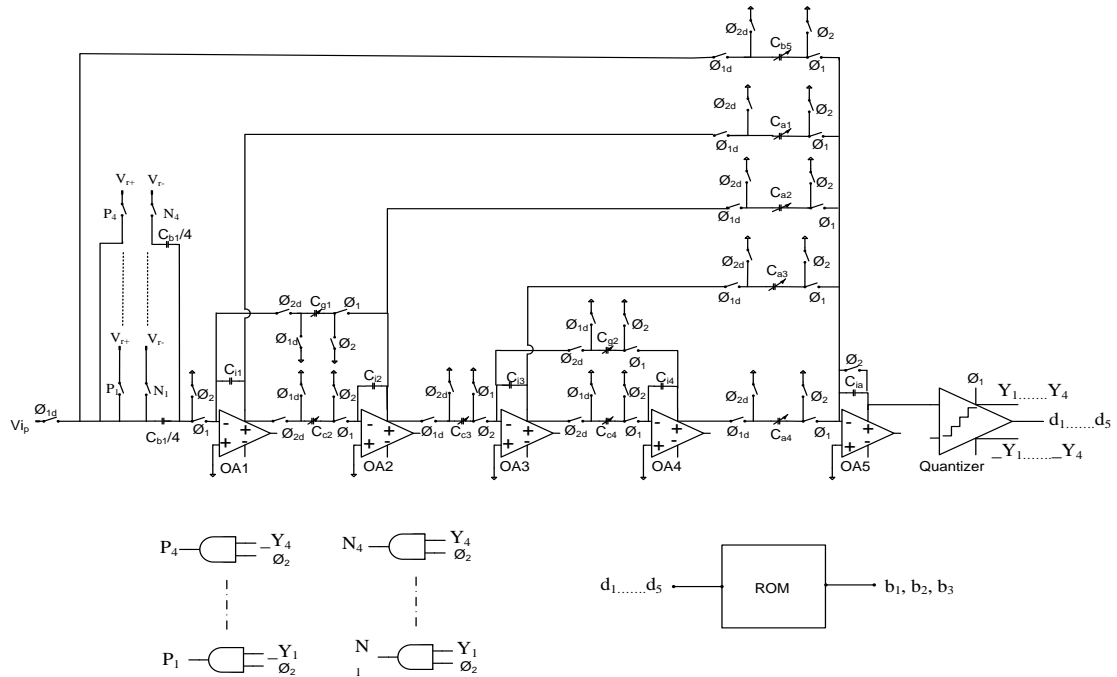 Ø2d
Ø2
Cb5
Ø1d
Ø1
Ø2d
Ø2
Ca1
Ø1d
Ø1
Ø2d
Ø2
Ca2
Ø1d
Ø1
Vr+
Vr-
P4
N4
Cb1/4
Ø2d
Ø2
Ca3
Ø1d
Ø1
Ø2d
Cg1
Ø1
Ø1d
Ø2
Ø1d
Cg2
Ø2
Ø2d
Ø1
Vr+
Vr-
P1
N1
Ø2
Ci1
Ø1d
Ø2
Ci2
Ø2d
Ø1
Ci3
Ø1d
Ø2
Ci4
Ø2d
Ø2
Ø2
Cia
Ø1
Y1.......Y4
Vip
Ø1d
Cb1/4
Ø1
Ø2d
Cc2
Ø1
Ø1d
Cc3
Ø2
Ø2d
Cc4
Ø1
Ø1d
Ca4
Ø1
d1......d5
- + - +
- + - +
- + - +
- + - +
- + - +
OA1
OA2
OA3
OA4
OA5
Quantizer
_Y1........_Y4
P4
_Y4
Ø2
N4
Y4
Ø2
d1.......d5
ROM
b1, b2, b3
P1
_Y1
Ø2
N
1
Y1
Ø2